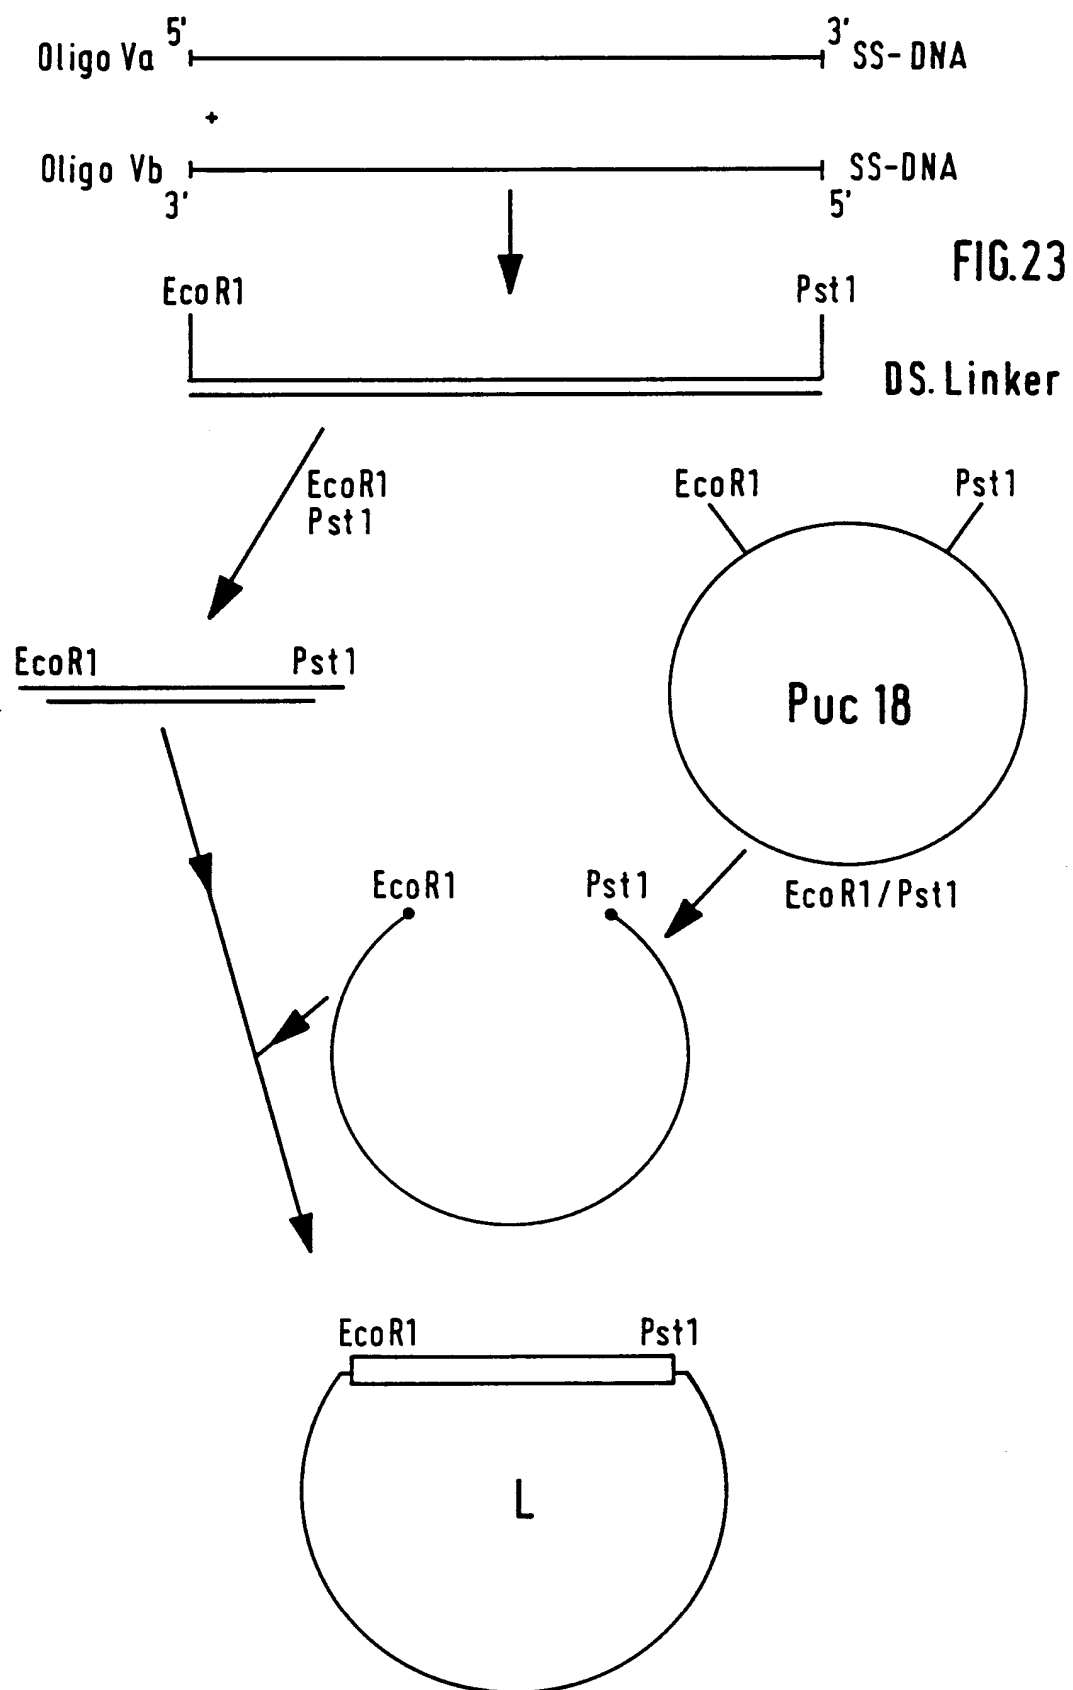 5' 3'
Oligo Va SS-DNA
+
Oligo Vb SS-DNA
3' 5'
FIG.23
EcoR1 Pst1
DS. Linker
EcoR1
Pst1
EcoR1 Pst1
EcoR1 Pst1
Puc 18
EcoR1/Pst1
EcoR1 Pst1
EcoR1 Pst1
L